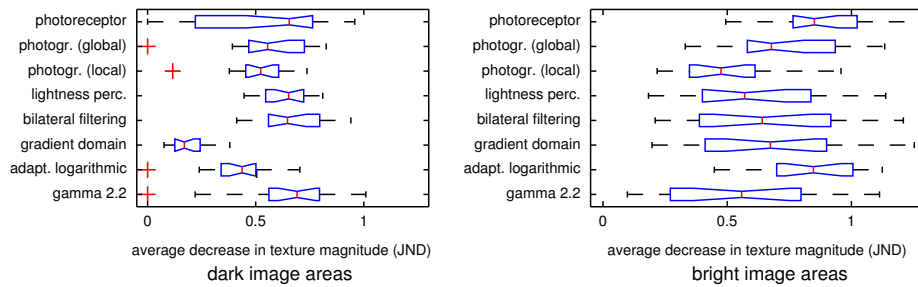 photoreceptor
photogr. (global)
photogr. (local)
lightness perc.
bilateral filtering
gradient domain
adapt. logarithmic
gamma 2.2
0 0.5 1
average decrease in texture magnitude (JND)
dark image areas
photoreceptor
photogr. (global)
photogr. (local)
lightness perc.
bilateral filtering
gradient domain
adapt. logarithmic
gamma 2.2
0 0.5 1
average decrease in texture magnitude (JND)
bright image areas